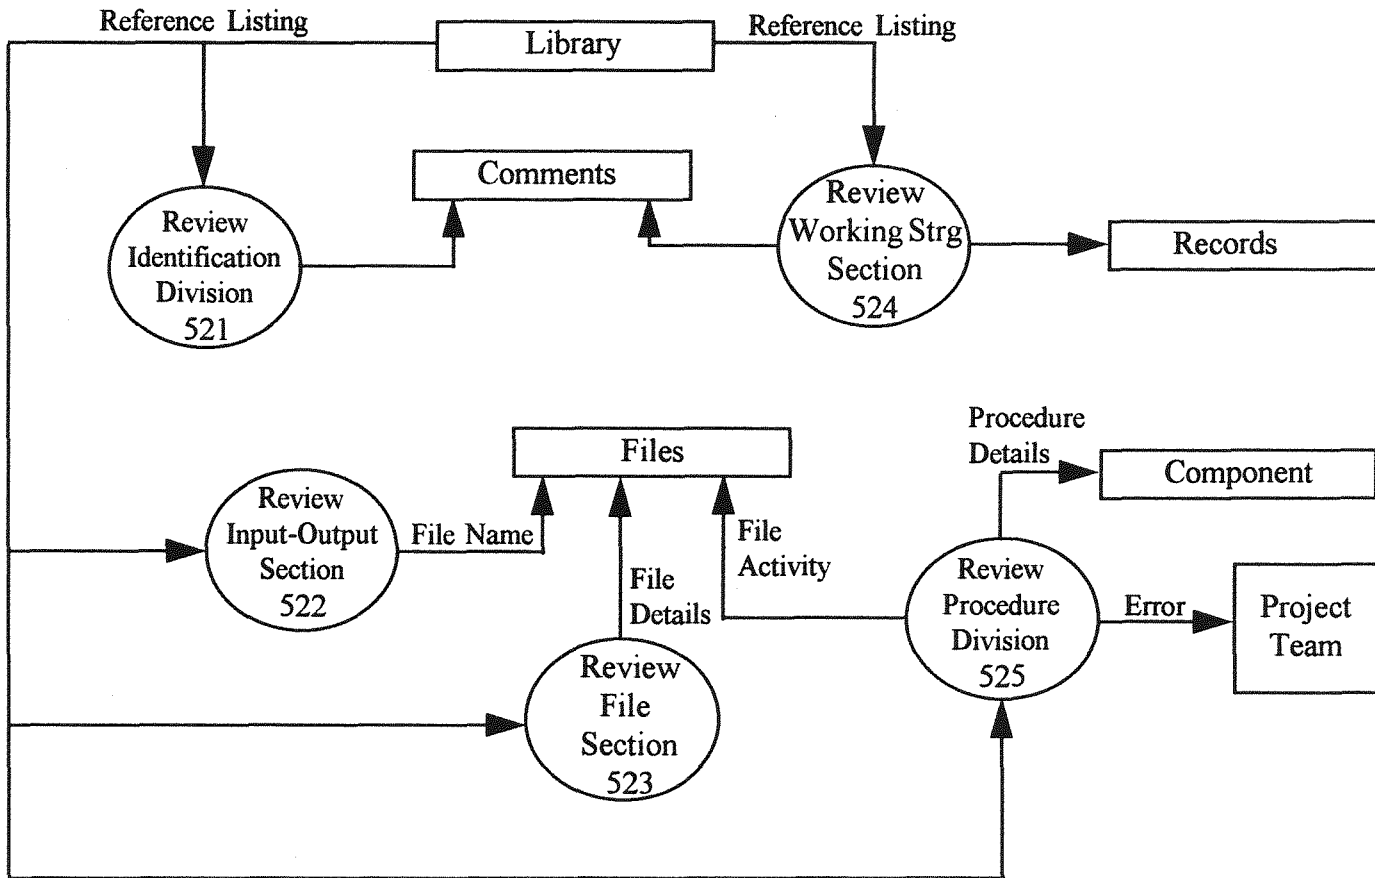 Reference Listing
Library
Reference Listing
Comments
Review
Identification
Division
521
Review
Working Strg
Section
524
Records
Files
Procedure
Details
Component
Review
Input-Output
Section
522
File Name
File
Details
File
Activity
Review
Procedure
Division
525
Error
Project
Team
Review
File
Section
523